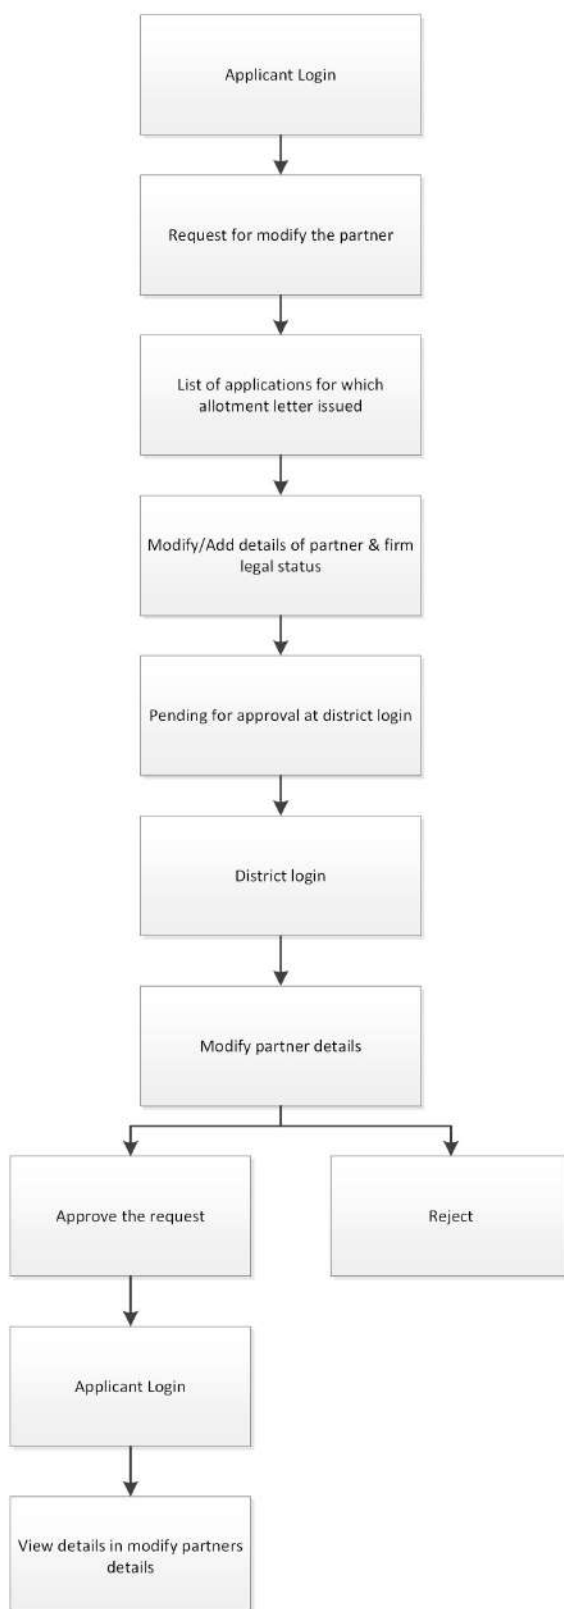 Applicant Login
Request for modify the partner
List of applications for which
allotment letter issued
Modify/Add details of partner & firm
legal status
Pending for approval at district login
District login
Modify partner details
Approve the request
Reject
Applicant Login
View details in modify partners
details